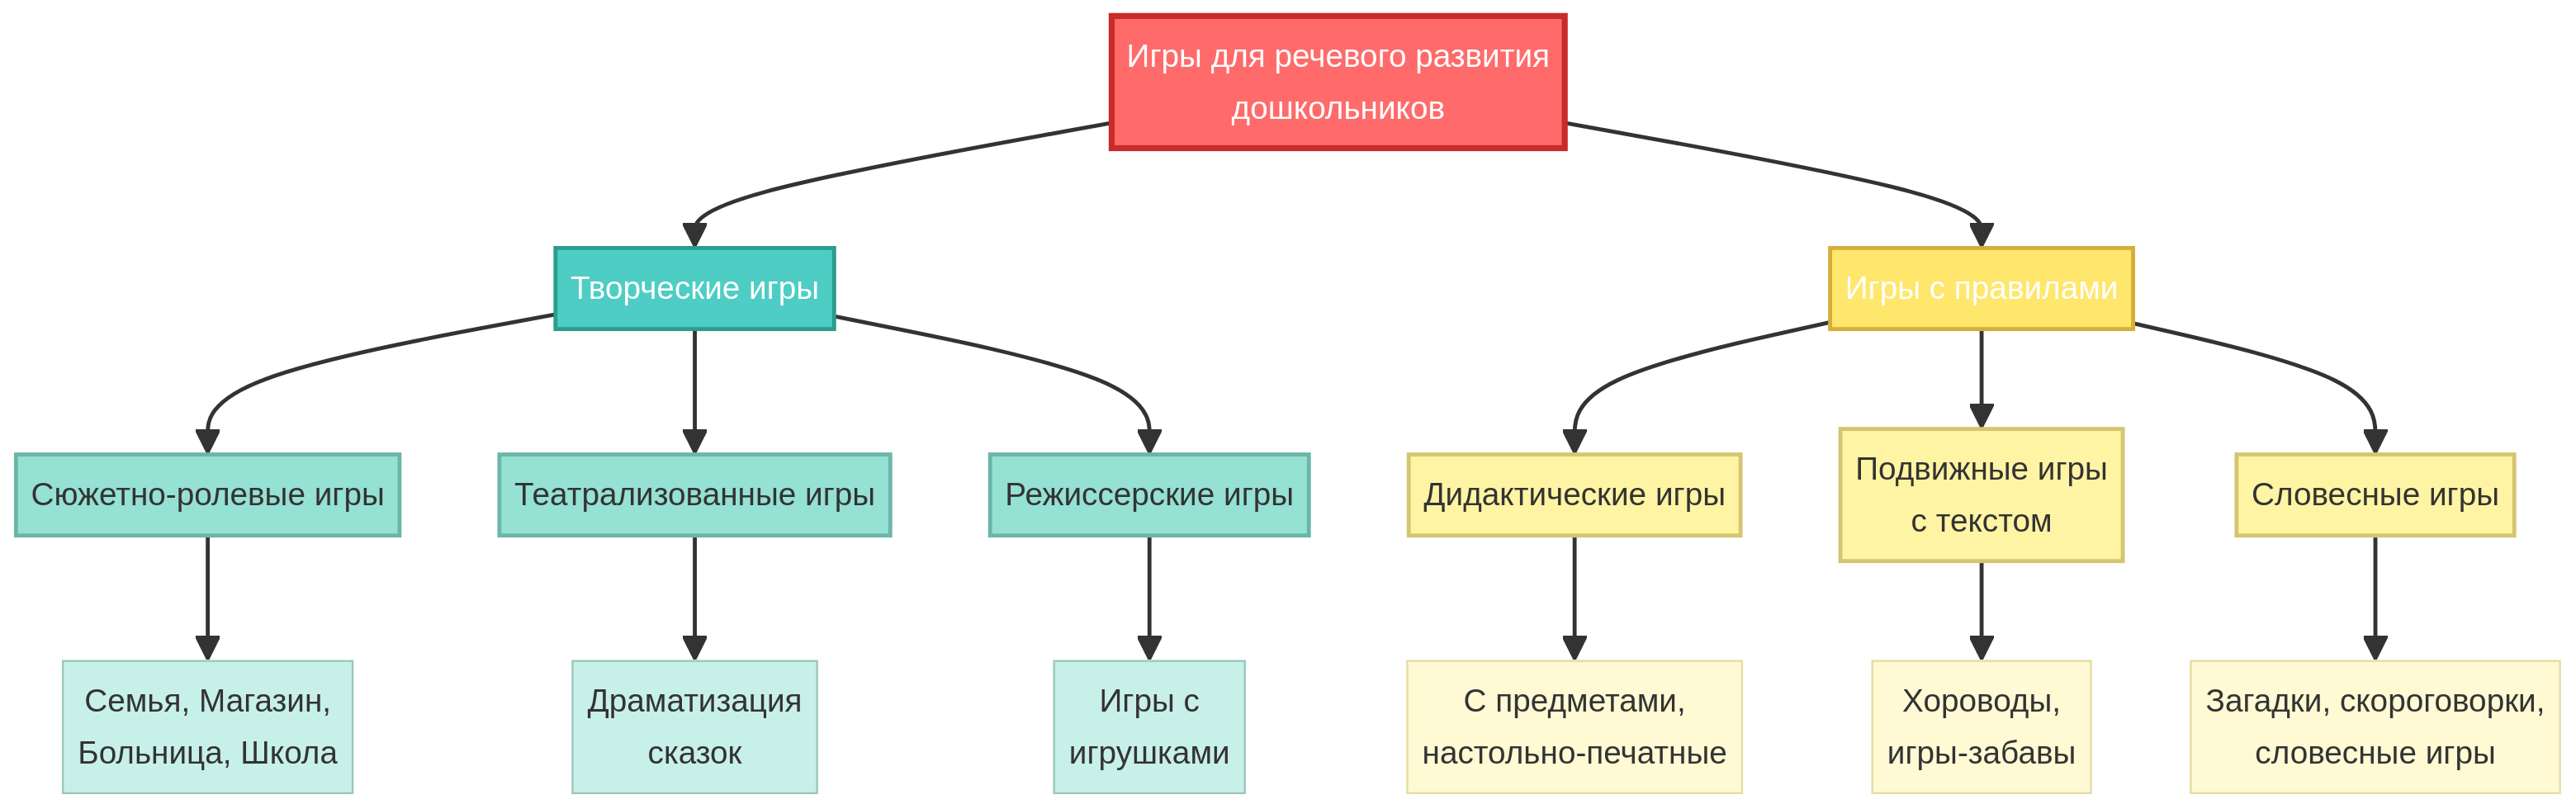 Игры для речевого развития
дошкольников
Творческие игры
Игры с правилами
Сюжетно-ролевые игры
Театрализованные игры
Режиссерские игры
Дидактические игры
Подвижные игры
с текстом
Словесные игры
Семья, Магазин,
Больница, Школа
Драматизация
сказок
Игры с
игрушками
С предметами,
настольно-печатные
Хороводы,
игры-забавы
Загадки, скороговорки,
словесные игры